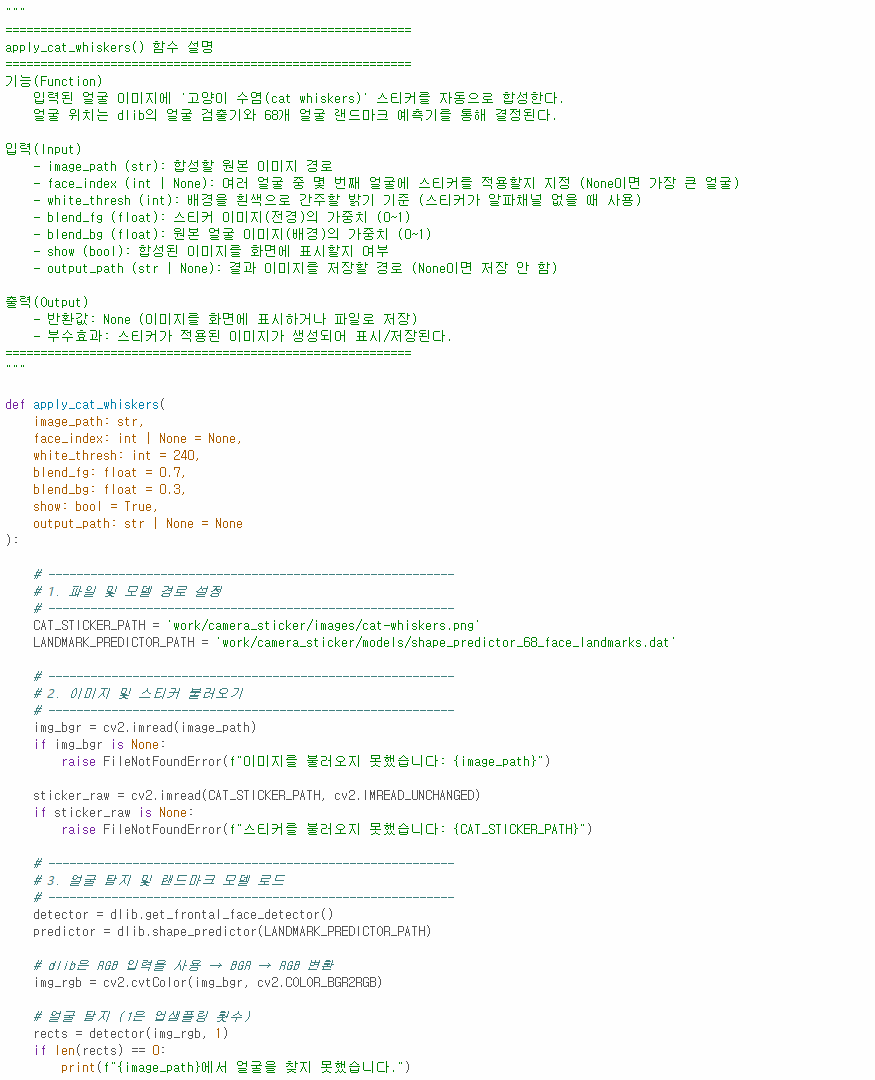 """
==========================================================
apply_cat_whiskers() 함수 설명
==========================================================
기능(Function)
    입력된 얼굴 이미지에 '고양이 수염(cat whiskers)' 스티커를 자동으로 합성한다.
    얼굴 위치는 dlib의 얼굴 검출기와 68개 얼굴 랜드마크 예측기를 통해 결정된다.

입력(Input)
    - image_path (str): 합성할 원본 이미지 경로
    - face_index (int | None): 여러 얼굴 중 몇 번째 얼굴에 스티커를 적용할지 지정 (None이면 가장 큰 얼굴)
    - white_thresh (int): 배경을 흰색으로 간주할 밝기 기준 (스티커가 알파채널 없을 때 사용)
    - blend_fg (float): 스티커 이미지(전경)의 가중치 (0~1)
    - blend_bg (float): 원본 얼굴 이미지(배경)의 가중치 (0~1)
    - show (bool): 합성된 이미지를 화면에 표시할지 여부
    - output_path (str | None): 결과 이미지를 저장할 경로 (None이면 저장 안 함)

출력(Output)
    - 반환값: None (이미지를 화면에 표시하거나 파일로 저장)
    - 부수효과: 스티커가 적용된 이미지가 생성되어 표시/저장된다.
==========================================================
"""

def apply_cat_whiskers(
    image_path: str,
    face_index: int | None = None,
    white_thresh: int = 240,
    blend_fg: float = 0.7,
    blend_bg: float = 0.3,
    show: bool = True,
    output_path: str | None = None
):

    # ----------------------------------------------------------
    # 1. 파일 및 모델 경로 설정
    # ----------------------------------------------------------
    CAT_STICKER_PATH = 'work/camera_sticker/images/cat-whiskers.png'
    LANDMARK_PREDICTOR_PATH = 'work/camera_sticker/models/shape_predictor_68_face_landmarks.dat'

    # ----------------------------------------------------------
    # 2. 이미지 및 스티커 불러오기
    # ----------------------------------------------------------
    img_bgr = cv2.imread(image_path)
    if img_bgr is None:
        raise FileNotFoundError(f"이미지를 불러오지 못했습니다: {image_path}")

    sticker_raw = cv2.imread(CAT_STICKER_PATH, cv2.IMREAD_UNCHANGED)
    if sticker_raw is None:
        raise FileNotFoundError(f"스티커를 불러오지 못했습니다: {CAT_STICKER_PATH}")

    # ----------------------------------------------------------
    # 3. 얼굴 탐지 및 랜드마크 모델 로드
    # ----------------------------------------------------------
    detector = dlib.get_frontal_face_detector()
    predictor = dlib.shape_predictor(LANDMARK_PREDICTOR_PATH)

    # dlib은 RGB 입력을 사용 → BGR → RGB 변환
    img_rgb = cv2.cvtColor(img_bgr, cv2.COLOR_BGR2RGB)

    # 얼굴 탐지 (1은 업샘플링 횟수)
    rects = detector(img_rgb, 1)
    if len(rects) == 0:
        print(f"{image_path}에서 얼굴을 찾지 못했습니다.")